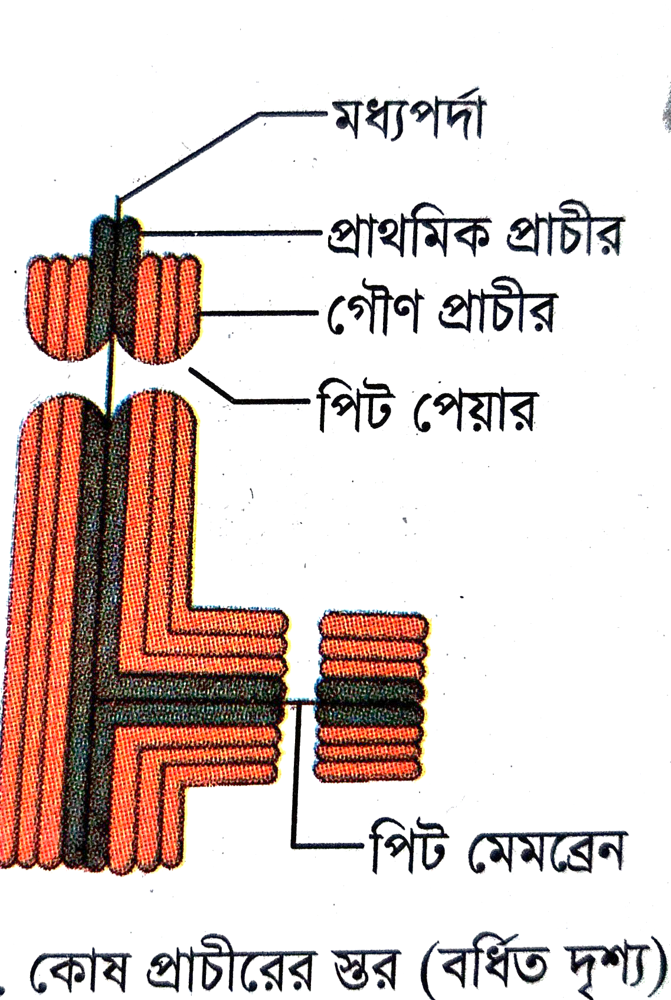 মধ্যপর্দা
প্রাথমিক প্রাচীর
গৌণ প্রাচীর
পিট পেয়ার
পিট মেমব্রেন
. কোষ প্রাচীরের স্তর (বর্ধিত দৃশ্য)